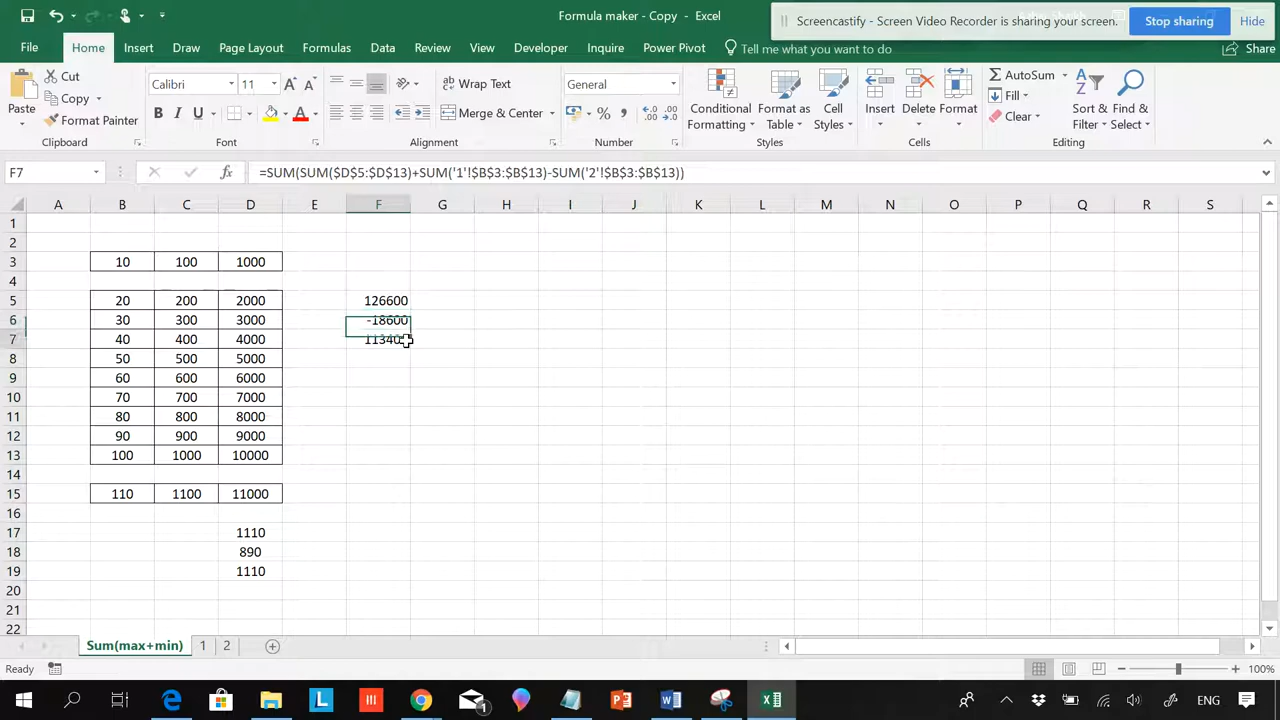 Formula maker - Copy - Excel
Screencastify - Screen Video Recorder is sharing your screen.
Stop sharing
Hide
File Home Insert Draw Page Layout Formulas Data Review View Developer Inquire Power Pivot Tell me what you want to do Share
Paste
Cut
Copy
Format Painter
Calibri 11
B I U
Wrap Text
Merge & Center
General
Conditional Formatting
Format as Table
Cell Styles
Insert
Delete
Format
AutoSum
Fill
Clear
Sort & Filter
Find & Select
Clipboard Font Alignment Number Styles Cells Editing
F7 fx =SUM(SUM($D$5:$D$13)+SUM('1'!$B$3:$B$13)-SUM('2'!$B$3:$B$13))
A B C D E F G H I J K L M N O P Q R S
1
2
3 10 100 1000
4
5 20 200 2000 126600
6 30 300 3000 -18600
7 40 400 4000
8 50 500 5000
9 60 600 6000
10 70 700 7000
11 80 800 8000
12 90 900 9000
13 100 1000 10000
14
15 110 1100 11000
16
17 1110
18 890
19 1110
20
21
22
Sum(max+min) 1 2
Ready 100%
ENG